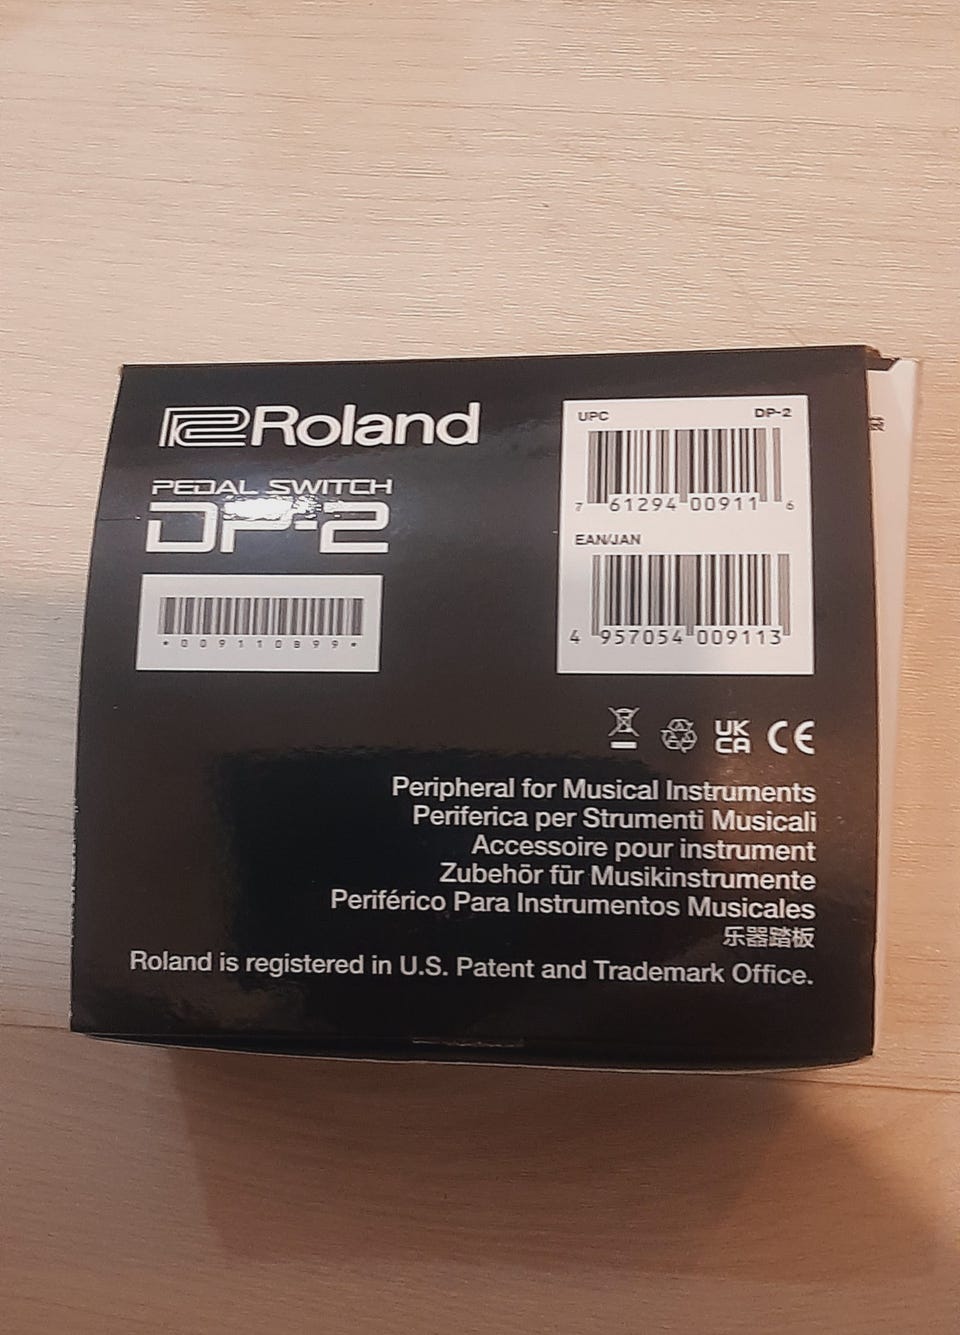 Roland
PEDAL SWITCH
DP-2
*009110899*
UPC DP-2
7 61294 00911 6
EAN/JAN
4 957054 009113
UK
CA
CE
Peripheral for Musical Instruments
Periferica per Strumenti Musicali
Accessoire pour instrument
Zubehör für Musikinstrumente
Periférico Para Instrumentos Musicales
乐器踏板
Roland is registered in U.S. Patent and Trademark Office.